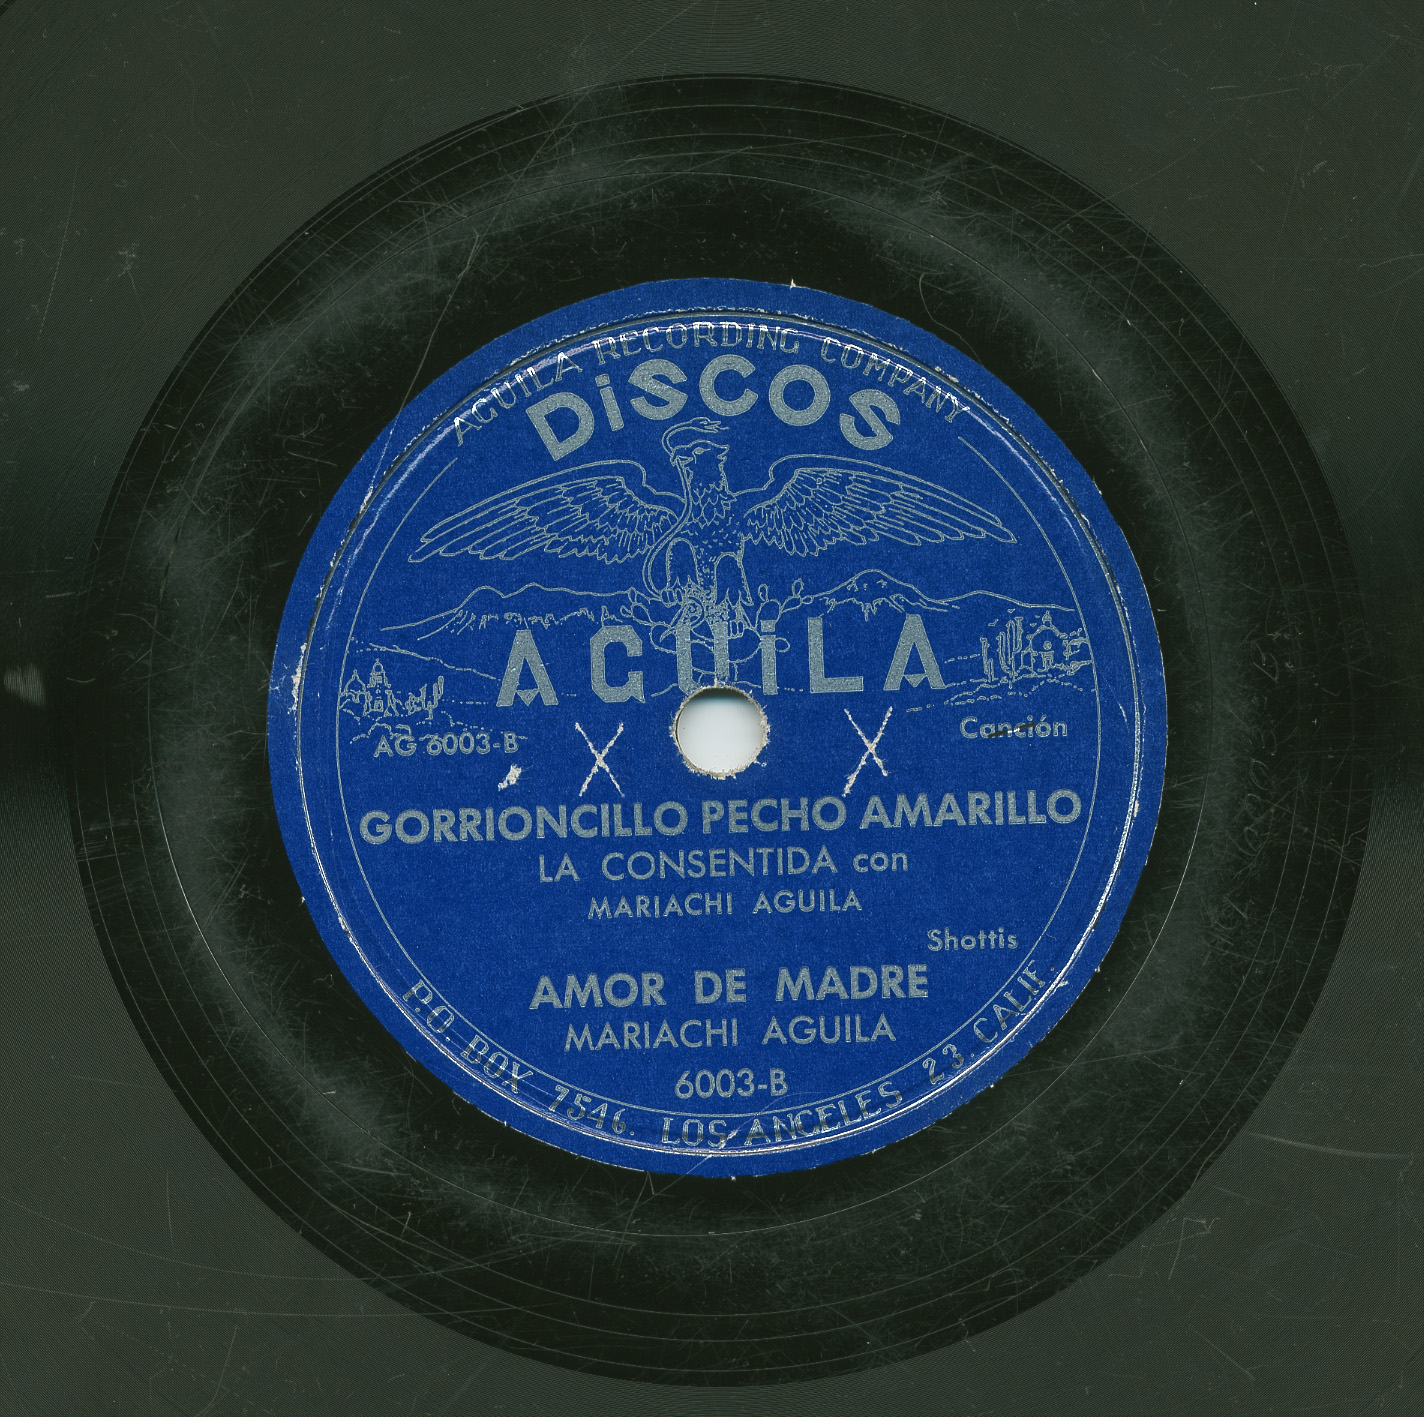 AGUILA RECORDING COMPANY
DiSCOS
AGUiLA
AG 6003-B
Canción
X X
GORRIONCILLO PECHO AMARILLO
LA CONSENTIDA con
MARIACHI AGUILA
Shottis
AMOR DE MADRE
MARIACHI AGUILA
6003-B
P.O. BOX 7546. LOS ANGELES 23. CALIF.